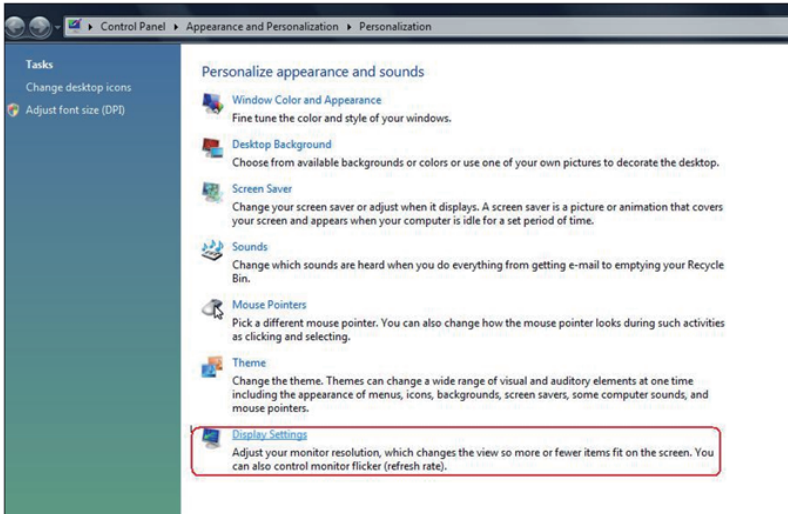 Control Panel ▸ Appearance and Personalization ▸ Personalization
Tasks
Change desktop icons
Adjust font size (DPI)
Personalize appearance and sounds
Window Color and Appearance
Fine tune the color and style of your windows.
Desktop Background
Choose from available backgrounds or colors or use one of your own pictures to decorate the desktop.
Screen Saver
Change your screen saver or adjust when it displays. A screen saver is a picture or animation that covers
your screen and appears when your computer is idle for a set period of time.
Sounds
Change which sounds are heard when you do everything from getting e-mail to emptying your Recycle
Bin.
Mouse Pointers
Pick a different mouse pointer. You can also change how the mouse pointer looks during such activities
as clicking and selecting.
Theme
Change the theme. Themes can change a wide range of visual and auditory elements at one time
including the appearance of menus, icons, backgrounds, screen savers, some computer sounds, and
mouse pointers.
Display Settings
Adjust your monitor resolution, which changes the view so more or fewer items fit on the screen. You
can also control monitor flicker (refresh rate).